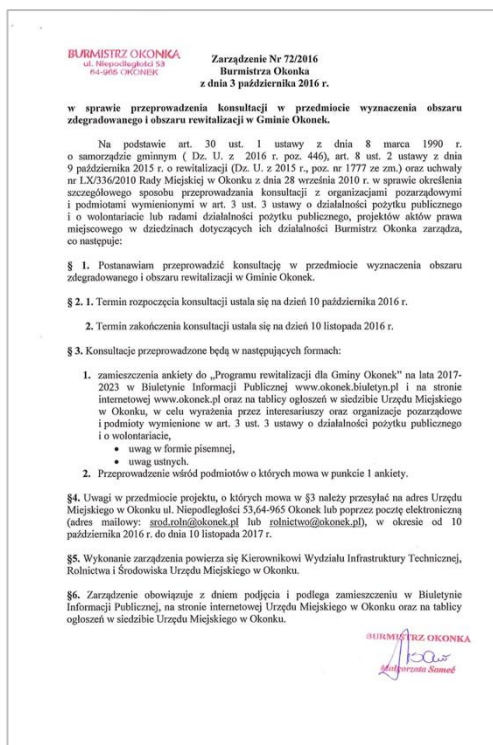 BURMISTRZ OKONKA
ul. Niepodległości 53
64-965 OKONEK
Zarządzenie Nr 72/2016
Burmistrza Okonka
z dnia 3 października 2016 r.
w sprawie przeprowadzenia konsultacji w przedmiocie wyznaczenia obszaru
zdegradowanego i obszaru rewitalizacji w Gminie Okonek.
Na podstawie art. 30 ust. 1 ustawy z dnia 8 marca 1990 r.
o samorządzie gminnym ( Dz. U. z 2016 r. poz. 446), art. 8 ust. 2 ustawy z dnia
9 października 2015 r. o rewitalizacji (Dz. U. z 2015 r., poz. nr 1777 ze zm.) oraz uchwały
nr LX/336/2010 Rady Miejskiej w Okonku z dnia 28 września 2010 r. w sprawie określenia
szczegółowego sposobu przeprowadzania konsultacji z organizacjami pozarządowymi
i podmiotami wymienionymi w art. 3 ust. 3 ustawy o działalności pożytku publicznego
i o wolontariacie lub radami działalności pożytku publicznego, projektów aktów prawa
miejscowego w dziedzinach dotyczących ich działalności Burmistrz Okonka zarządza,
co następuje:
§ 1. Postanawiam przeprowadzić konsultację w przedmiocie wyznaczenia obszaru
zdegradowanego i obszaru rewitalizacji w Gminie Okonek.
§ 2. 1. Termin rozpoczęcia konsultacji ustala się na dzień 10 października 2016 r.
2. Termin zakończenia konsultacji ustala się na dzień 10 listopada 2016 r.
§ 3. Konsultacje przeprowadzone będą w następujących formach:
1. zamieszczenia ankiety do „Programu rewitalizacji dla Gminy Okonek” na lata 2017-
2023 w Biuletynie Informacji Publicznej www.okonek.biuletyn.pl i na stronie
internetowej www.okonek.pl oraz na tablicy ogłoszeń w siedzibie Urzędu Miejskiego
w Okonku, w celu wyrażenia przez interesariuszy oraz organizacje pozarządowe
i podmioty wymienione w art. 3 ust. 3 ustawy o działalności pożytku publicznego
i o wolontariacie,
• uwag w formie pisemnej,
• uwag ustnych.
2. Przeprowadzenie wśród podmiotów o których mowa w punkcie 1 ankiety.
§4. Uwagi w przedmiocie projektu, o których mowa w §3 należy przesyłać na adres Urzędu
Miejskiego w Okonku ul. Niepodległości 53,64-965 Okonek lub poprzez pocztę elektroniczną
(adres mailowy: srod.roln@okonek.pl lub rolnictwo@okonek.pl), w okresie od 10
października 2016 r. do dnia 10 listopada 2017 r.
§5. Wykonanie zarządzenia powierza się Kierownikowi Wydziału Infrastruktury Technicznej,
Rolnictwa i Środowiska Urzędu Miejskiego w Okonku.
§6. Zarządzenie obowiązuje z dniem podjęcia i podlega zamieszczeniu w Biuletynie
Informacji Publicznej, na stronie internetowej Urzędu Miejskiego w Okonku oraz na tablicy
ogłoszeń w siedzibie Urzędu Miejskiego w Okonku.
BURMISTRZ OKONKA
Małgorzata Sameć